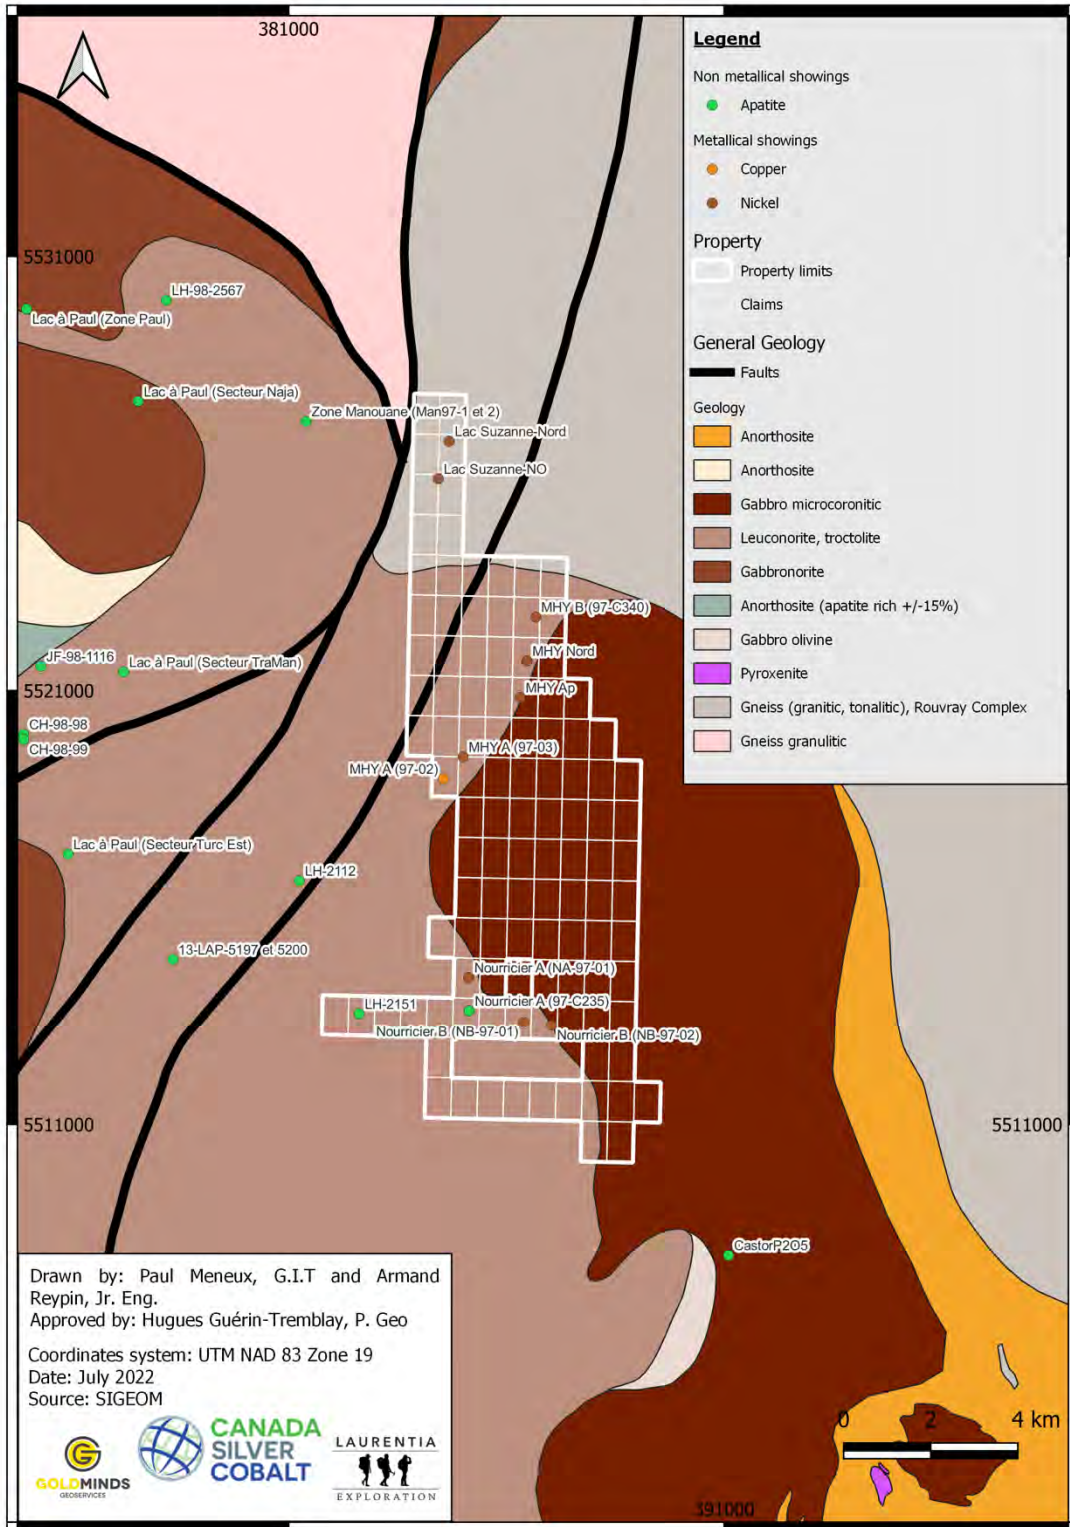 381000
Legend
Non metallical showings
Apatite
Metallical showings
Copper
Nickel
Property
Property limits
Claims
General Geology
Faults
Geology
Anorthosite
Anorthosite
Gabbro microcoronitic
Leuconorite, troctolite
Gabbronorite
Anorthosite (apatite rich +/-15%)
Gabbro olivine
Pyroxenite
Gneiss (granitic, tonalitic), Rouvray Complex
Gneiss granulitic
5531000
LH-98-2567
Lac à Paul (Zone Paul)
Lac à Paul (Secteur Naja)
Zone Manouane (Man97-1 et 2)
Lac Suzanne-Nord
Lac Suzanne-NO
MHY B (97-C340)
JF-98-1116
Lac à Paul (Secteur TraMan)
MHY Nord
5521000
MHY Ap
CH-98-98
CH-98-99
MHY A (97-03)
MHY A (97-02)
Lac à Paul (Secteur Turc Est)
LH-2112
13-LAP-5197 et 5200
Nourricier A (NA-97-01)
LH-2151
Nourricier A (97-C235)
Nourricier B (NB-97-01)
Nourricier B (NB-97-02)
5511000
5511000
CastorP2O5
Drawn by: Paul Meneux, G.I.T and Armand
Reypin, Jr. Eng.
Approved by: Hugues Guérin-Tremblay, P. Geo
Coordinates system: UTM NAD 83 Zone 19
Date: July 2022
Source: SIGEOM
GOLDMINDS
GEOSERVICES
CANADA
SILVER
COBALT
LAURENTIA
EXPLORATION
0 2 4 km
391000